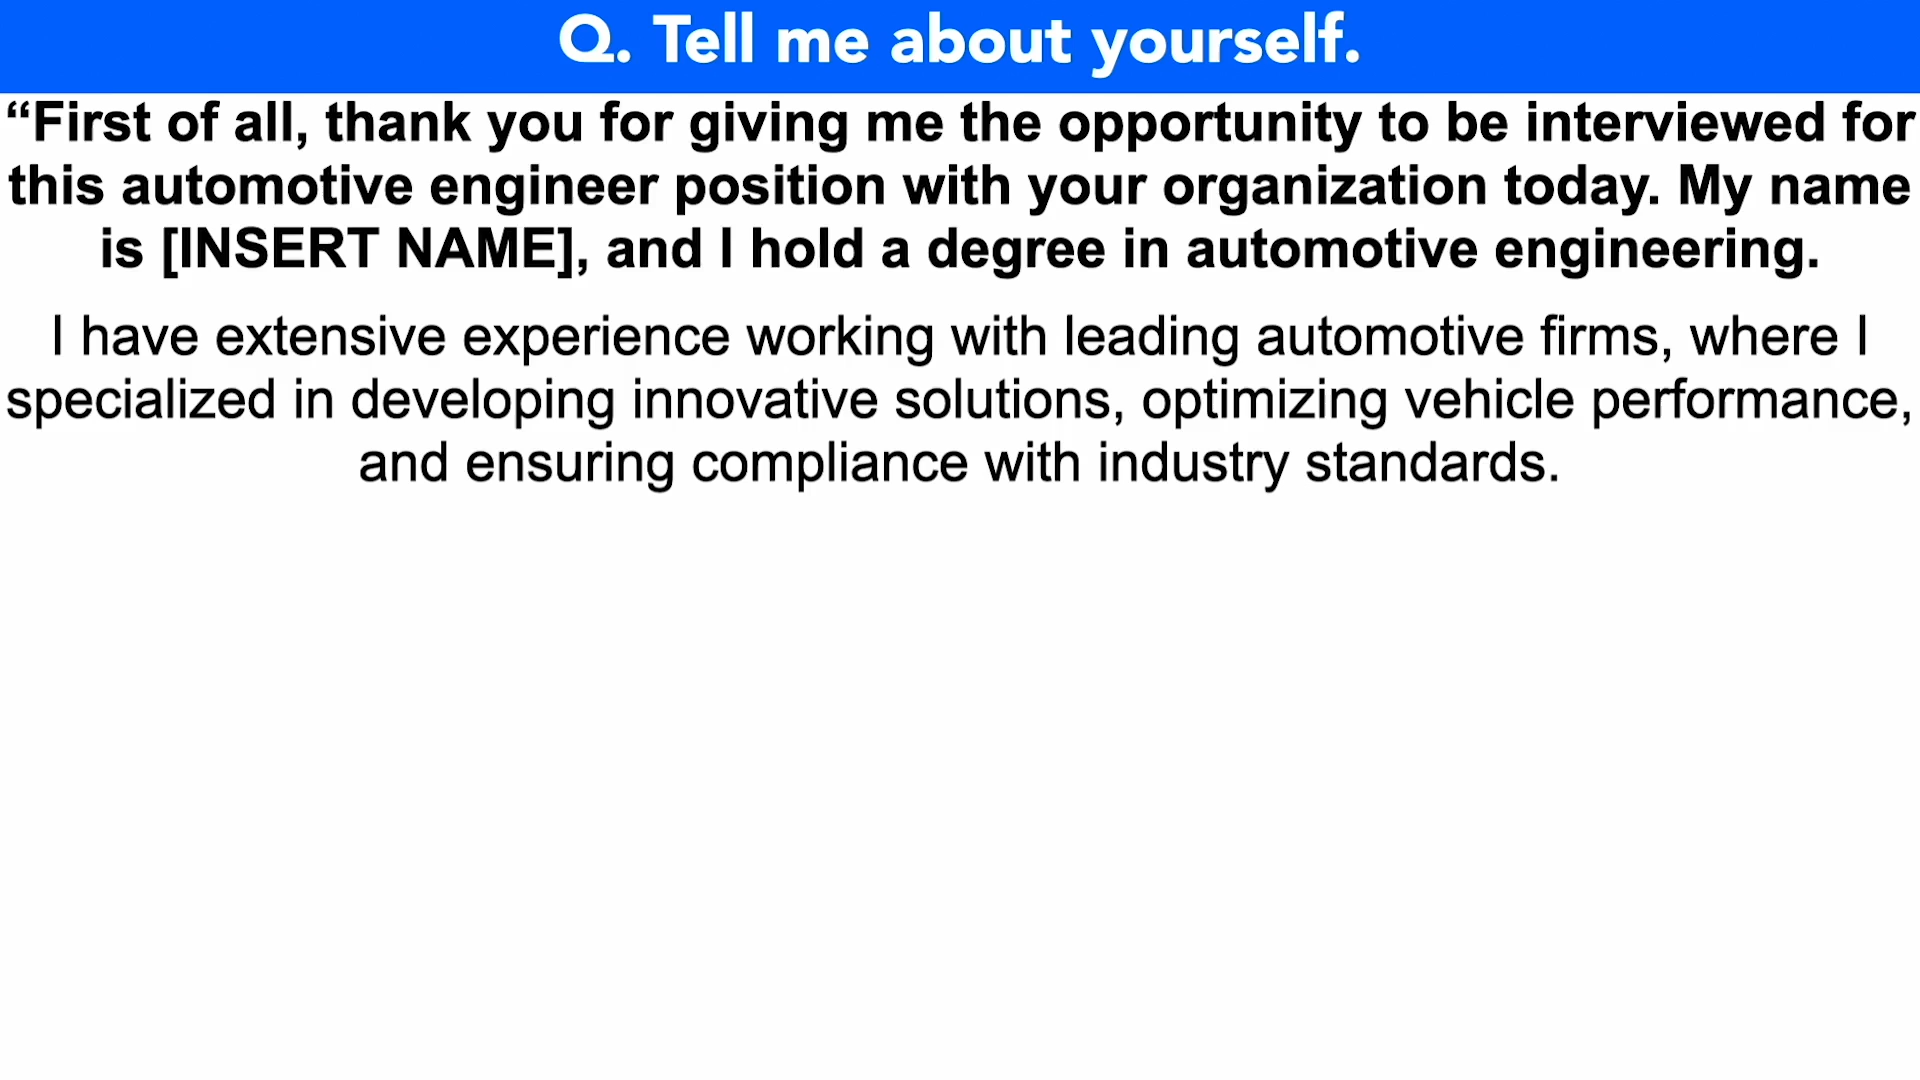 Q. Tell me about yourself.
“First of all, thank you for giving me the opportunity to be interviewed for
this automotive engineer position with your organization today. My name
is [INSERT NAME], and I hold a degree in automotive engineering.
I have extensive experience working with leading automotive firms, where I
specialized in developing innovative solutions, optimizing vehicle performance,
and ensuring compliance with industry standards.